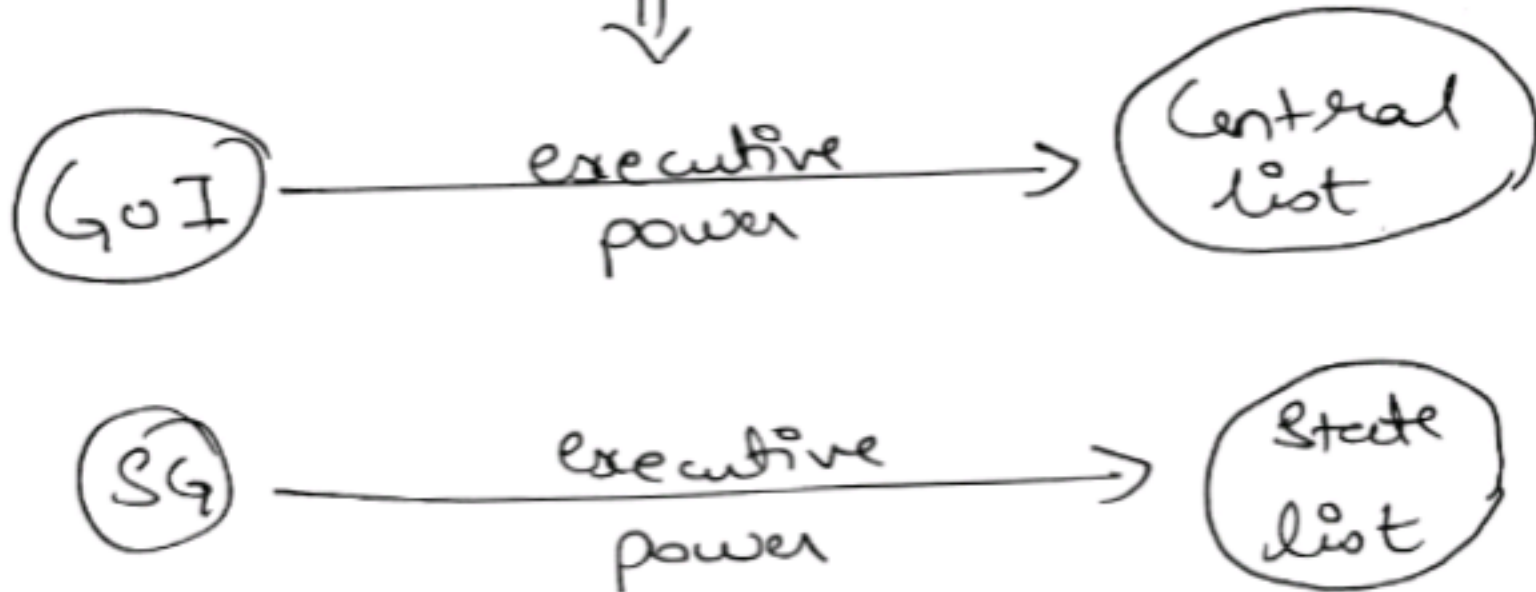 GoI
executive
power
Central
list
SG
executive
power
State
list